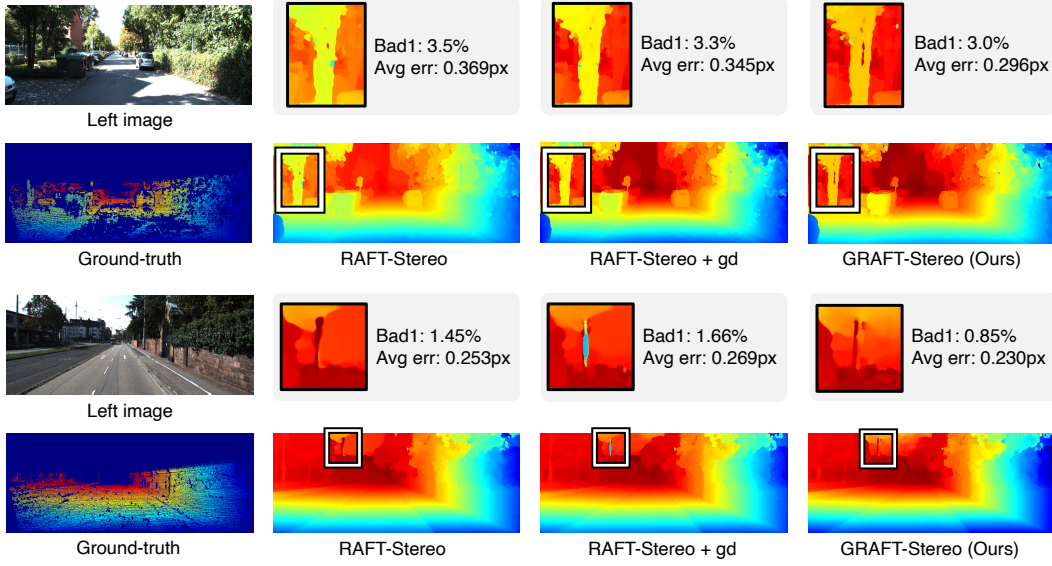 Bad1: 3.5%
Avg err: 0.369px
Bad1: 3.3%
Avg err: 0.345px
Bad1: 3.0%
Avg err: 0.296px
Left image
Ground-truth
RAFT-Stereo
RAFT-Stereo + gd
GRAFT-Stereo (Ours)
Bad1: 1.45%
Avg err: 0.253px
Bad1: 1.66%
Avg err: 0.269px
Bad1: 0.85%
Avg err: 0.230px
Left image
Ground-truth
RAFT-Stereo
RAFT-Stereo + gd
GRAFT-Stereo (Ours)